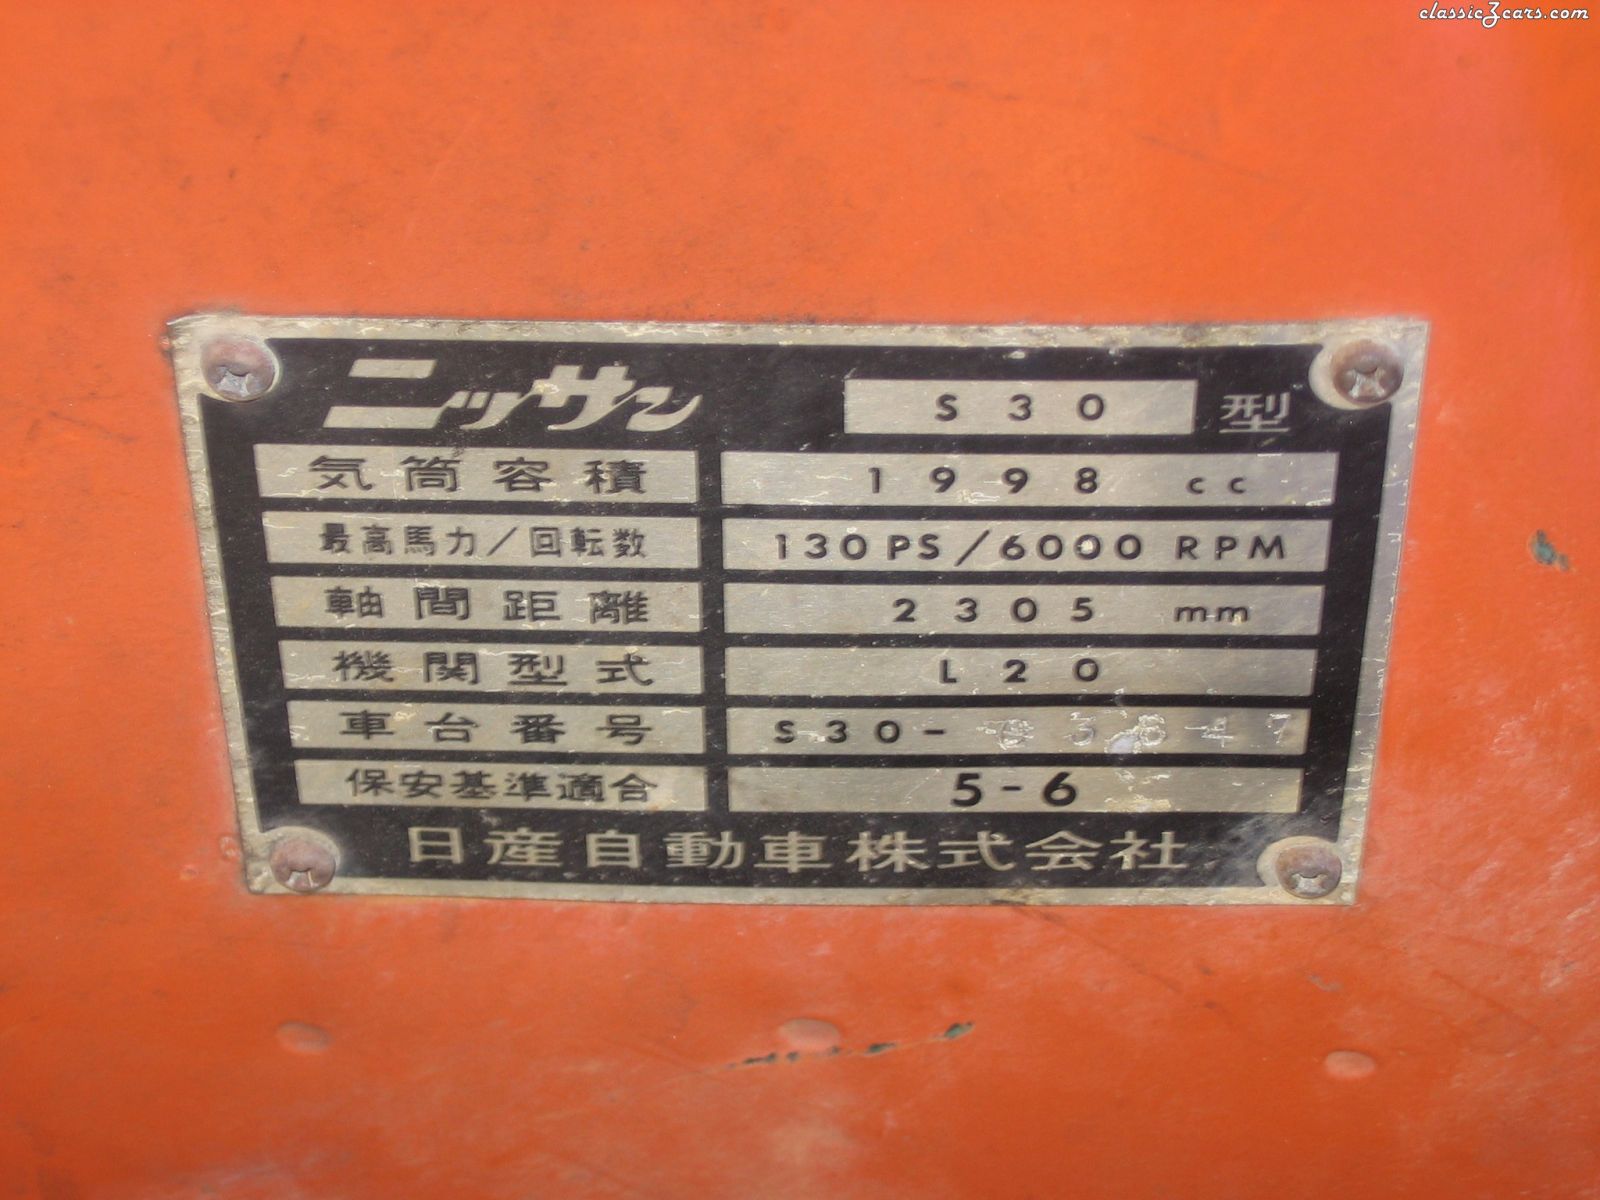 classicZcars.com
ニッサン S30 型
気筒容積 1998 cc
最高馬力/回転数 130PS/6000 RPM
軸間距離 2305 mm
機関型式 L20
車台番号 S30-
保安基準適合 5-6
日産自動車株式会社